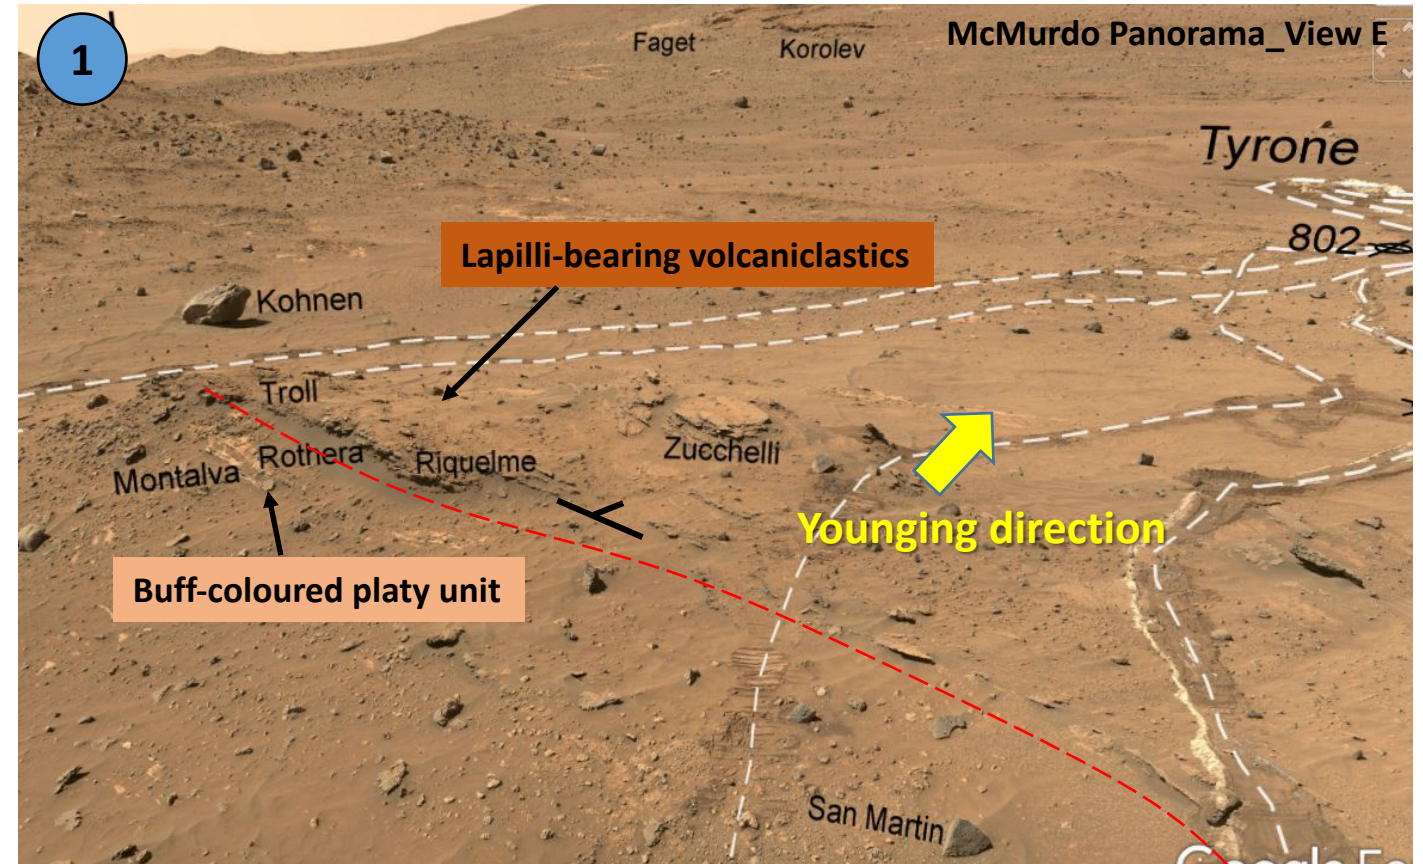 1
McMurdo Panorama_View E
Faget
Korolev
Tyrone
802
Lapilli-bearing volcaniclastics
Kohnen
Troll
Zucchelli
Montalva
Rothera
Riquelme
Younging direction
Buff-coloured platy unit
San Martin